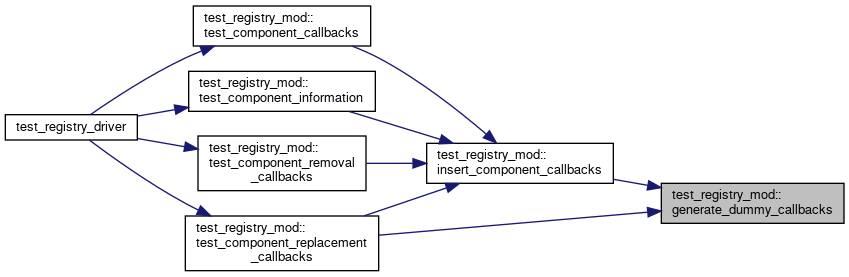 test_registry_mod::
test_component_callbacks
test_registry_mod::
test_component_information
test_registry_driver
test_registry_mod::
test_component_removal
_callbacks
test_registry_mod::
insert_component_callbacks
test_registry_mod::
generate_dummy_callbacks
test_registry_mod::
test_component_replacement
_callbacks